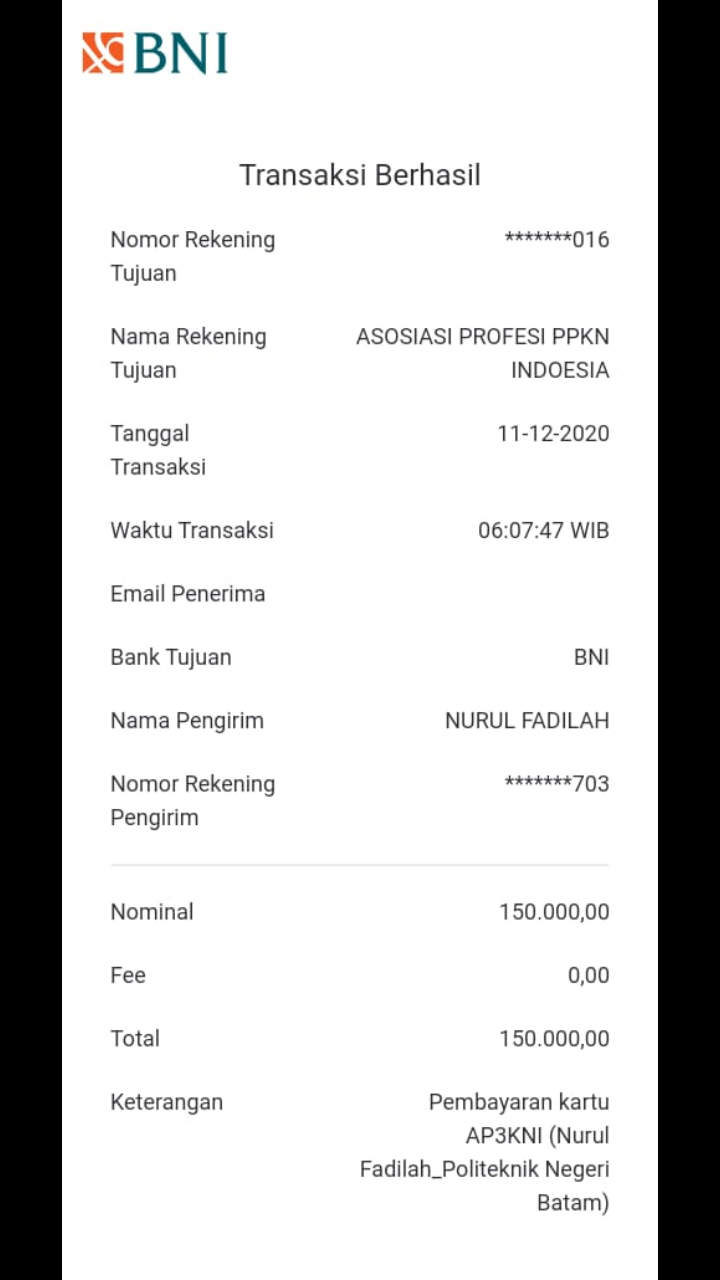 BNI
Transaksi Berhasil
Nomor Rekening Tujuan *******016
Nama Rekening Tujuan ASOSIASI PROFESI PPKN INDOESIA
Tanggal Transaksi 11-12-2020
Waktu Transaksi 06:07:47 WIB
Email Penerima
Bank Tujuan BNI
Nama Pengirim NURUL FADILAH
Nomor Rekening Pengirim *******703
Nominal 150.000,00
Fee 0,00
Total 150.000,00
Keterangan Pembayaran kartu
AP3KNI (Nurul
Fadilah_Politeknik Negeri
Batam)